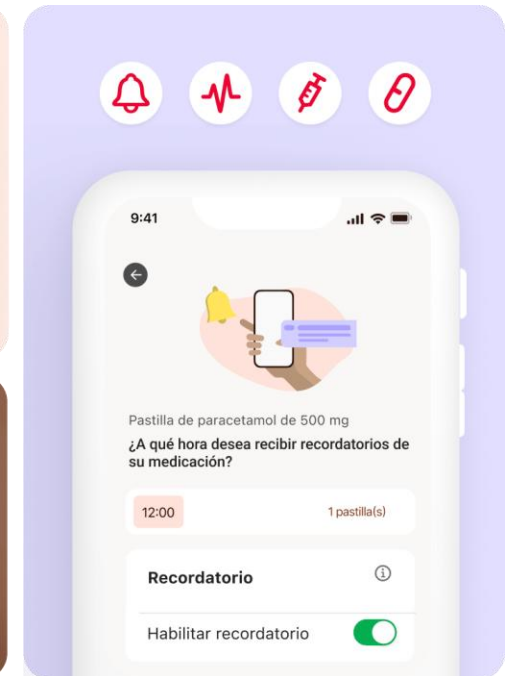 9:41
Pastilla de paracetamol de 500 mg
¿A qué hora desea recibir recordatorios de
su medicación?
12:00 1 pastilla(s)
Recordatorio
Habilitar recordatorio